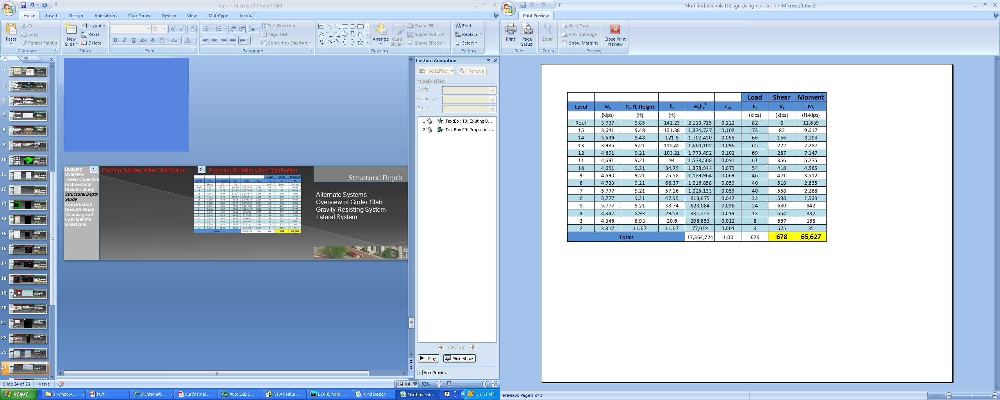 kurt - Microsoft PowerPoint
Home Insert Design Animations Slide Show Review View MathType Acrobat
Paste
Cut
Copy
Format Painter
Clipboard
New Slide
Layout
Reset
Delete
Slides
22
B I U abc S AV Aa A
Font
Text Direction
Align Text
Convert to SmartArt
Paragraph
Arrange
Quick Styles
Shape Fill
Shape Outline
Shape Effects
Drawing
Find
Replace
Select
Editing
4
5
6
7
8
9
10
11
12
13
14
15
16
17
18
19
20
21
22
23
24
Building
Overview
Thesis Objective
Architectural
Breadth Study
Structural Depth
Study
Construction
Breadth Study
Summary and
Conclusions
Questions
1 Existing Building Wind Distribution
2 Proposed Building Wind Distribution
Load Shear Moment
Totals 12,622,004 1.00 694 694 62,061
Structural Depth
Alternate Systems
Overview of Girder-Slab
Gravity Resisting System
Lateral System
Custom Animation
Add Effect Remove
Modify effect
Start:
Property:
Speed:
1 TextBox 13: Existing B...
2 TextBox 20: Proposed ...
Re-Order
Play Slide Show
AutoPreview
Slide 24 of 26 "Verve" 33%
start 3 Window... kurt 3 Internet... Kurt's Final ... AutoCAD 2... New Featur... ETABS Nonli... Wind Design Modified Sei... 11:11 PM
Modified Seismic Design using correct k - Microsoft Excel
Print Preview
Print
Page Setup
Print
Zoom
Zoom
Next Page
Previous Page
Show Margins
Close Print Preview
Preview
Load Shear Moment
Level wx FL-FL Height hx wxhx^k Cvx Fx Vx Mx
(kips) (ft) (ft) (kips) (kips) (ft-kips)
Roof 3,737 9.85 141.23 2,110,715 0.122 82 0 11,639
15 3,641 9.48 131.38 1,874,727 0.108 73 82 9,617
14 3,639 9.48 121.9 1,702,420 0.098 66 156 8,103
13 3,936 9.21 112.42 1,660,102 0.096 65 222 7,287
12 4,691 9.21 103.21 1,773,492 0.102 69 287 7,147
11 4,691 9.21 94 1,573,508 0.091 61 356 5,775
10 4,691 9.21 84.79 1,378,944 0.079 54 418 4,565
9 4,690 9.21 75.58 1,189,964 0.069 46 471 3,512
8 4,733 9.21 66.37 1,016,858 0.059 40 518 2,635
7 5,777 9.21 57.16 1,025,133 0.059 40 558 2,288
6 5,777 9.21 47.95 818,675 0.047 32 598 1,533
5 5,777 9.21 38.74 623,084 0.036 24 630 942
4 4,347 8.93 29.53 331,228 0.019 13 654 382
3 4,346 8.93 20.6 208,853 0.012 8 667 168
2 3,317 11.67 11.67 77,019 0.004 3 675 35
Totals 17,364,724 1.00 678 678 65,627
Preview: Page 1 of 1 100%